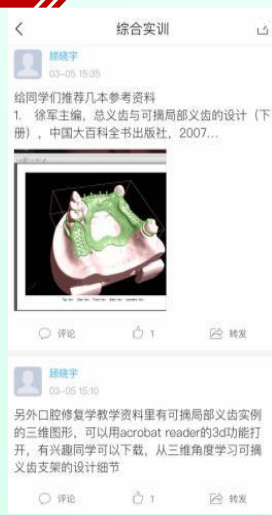 综合实训
顾晓宇
03-05 15:35
给同学们推荐几本参考资料
1. 徐军主编，总义齿与可摘局部义齿的设计（下
册），中国大百科全书出版社，2007...
评论
1
转发
顾晓宇
03-05 15:10
另外口腔修复学教学资料里有可摘局部义齿实例
的三维图形，可以用acrobat reader的3d功能打
开，有兴趣同学可以下载，从三维角度学习可摘
义齿支架的设计细节
评论
1
转发